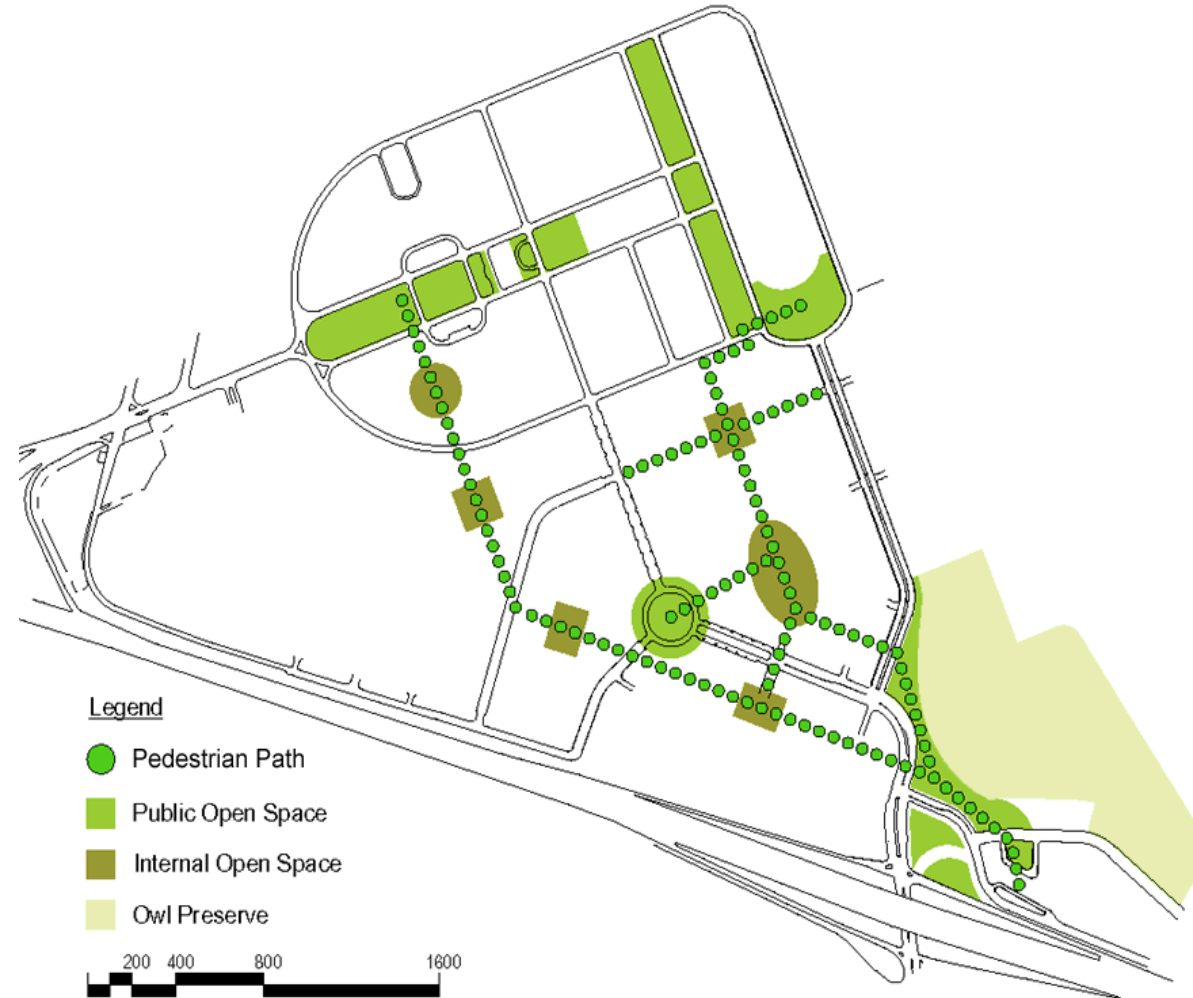 Legend
Pedestrian Path
Public Open Space
Internal Open Space
Owl Preserve
200 400 800 1600